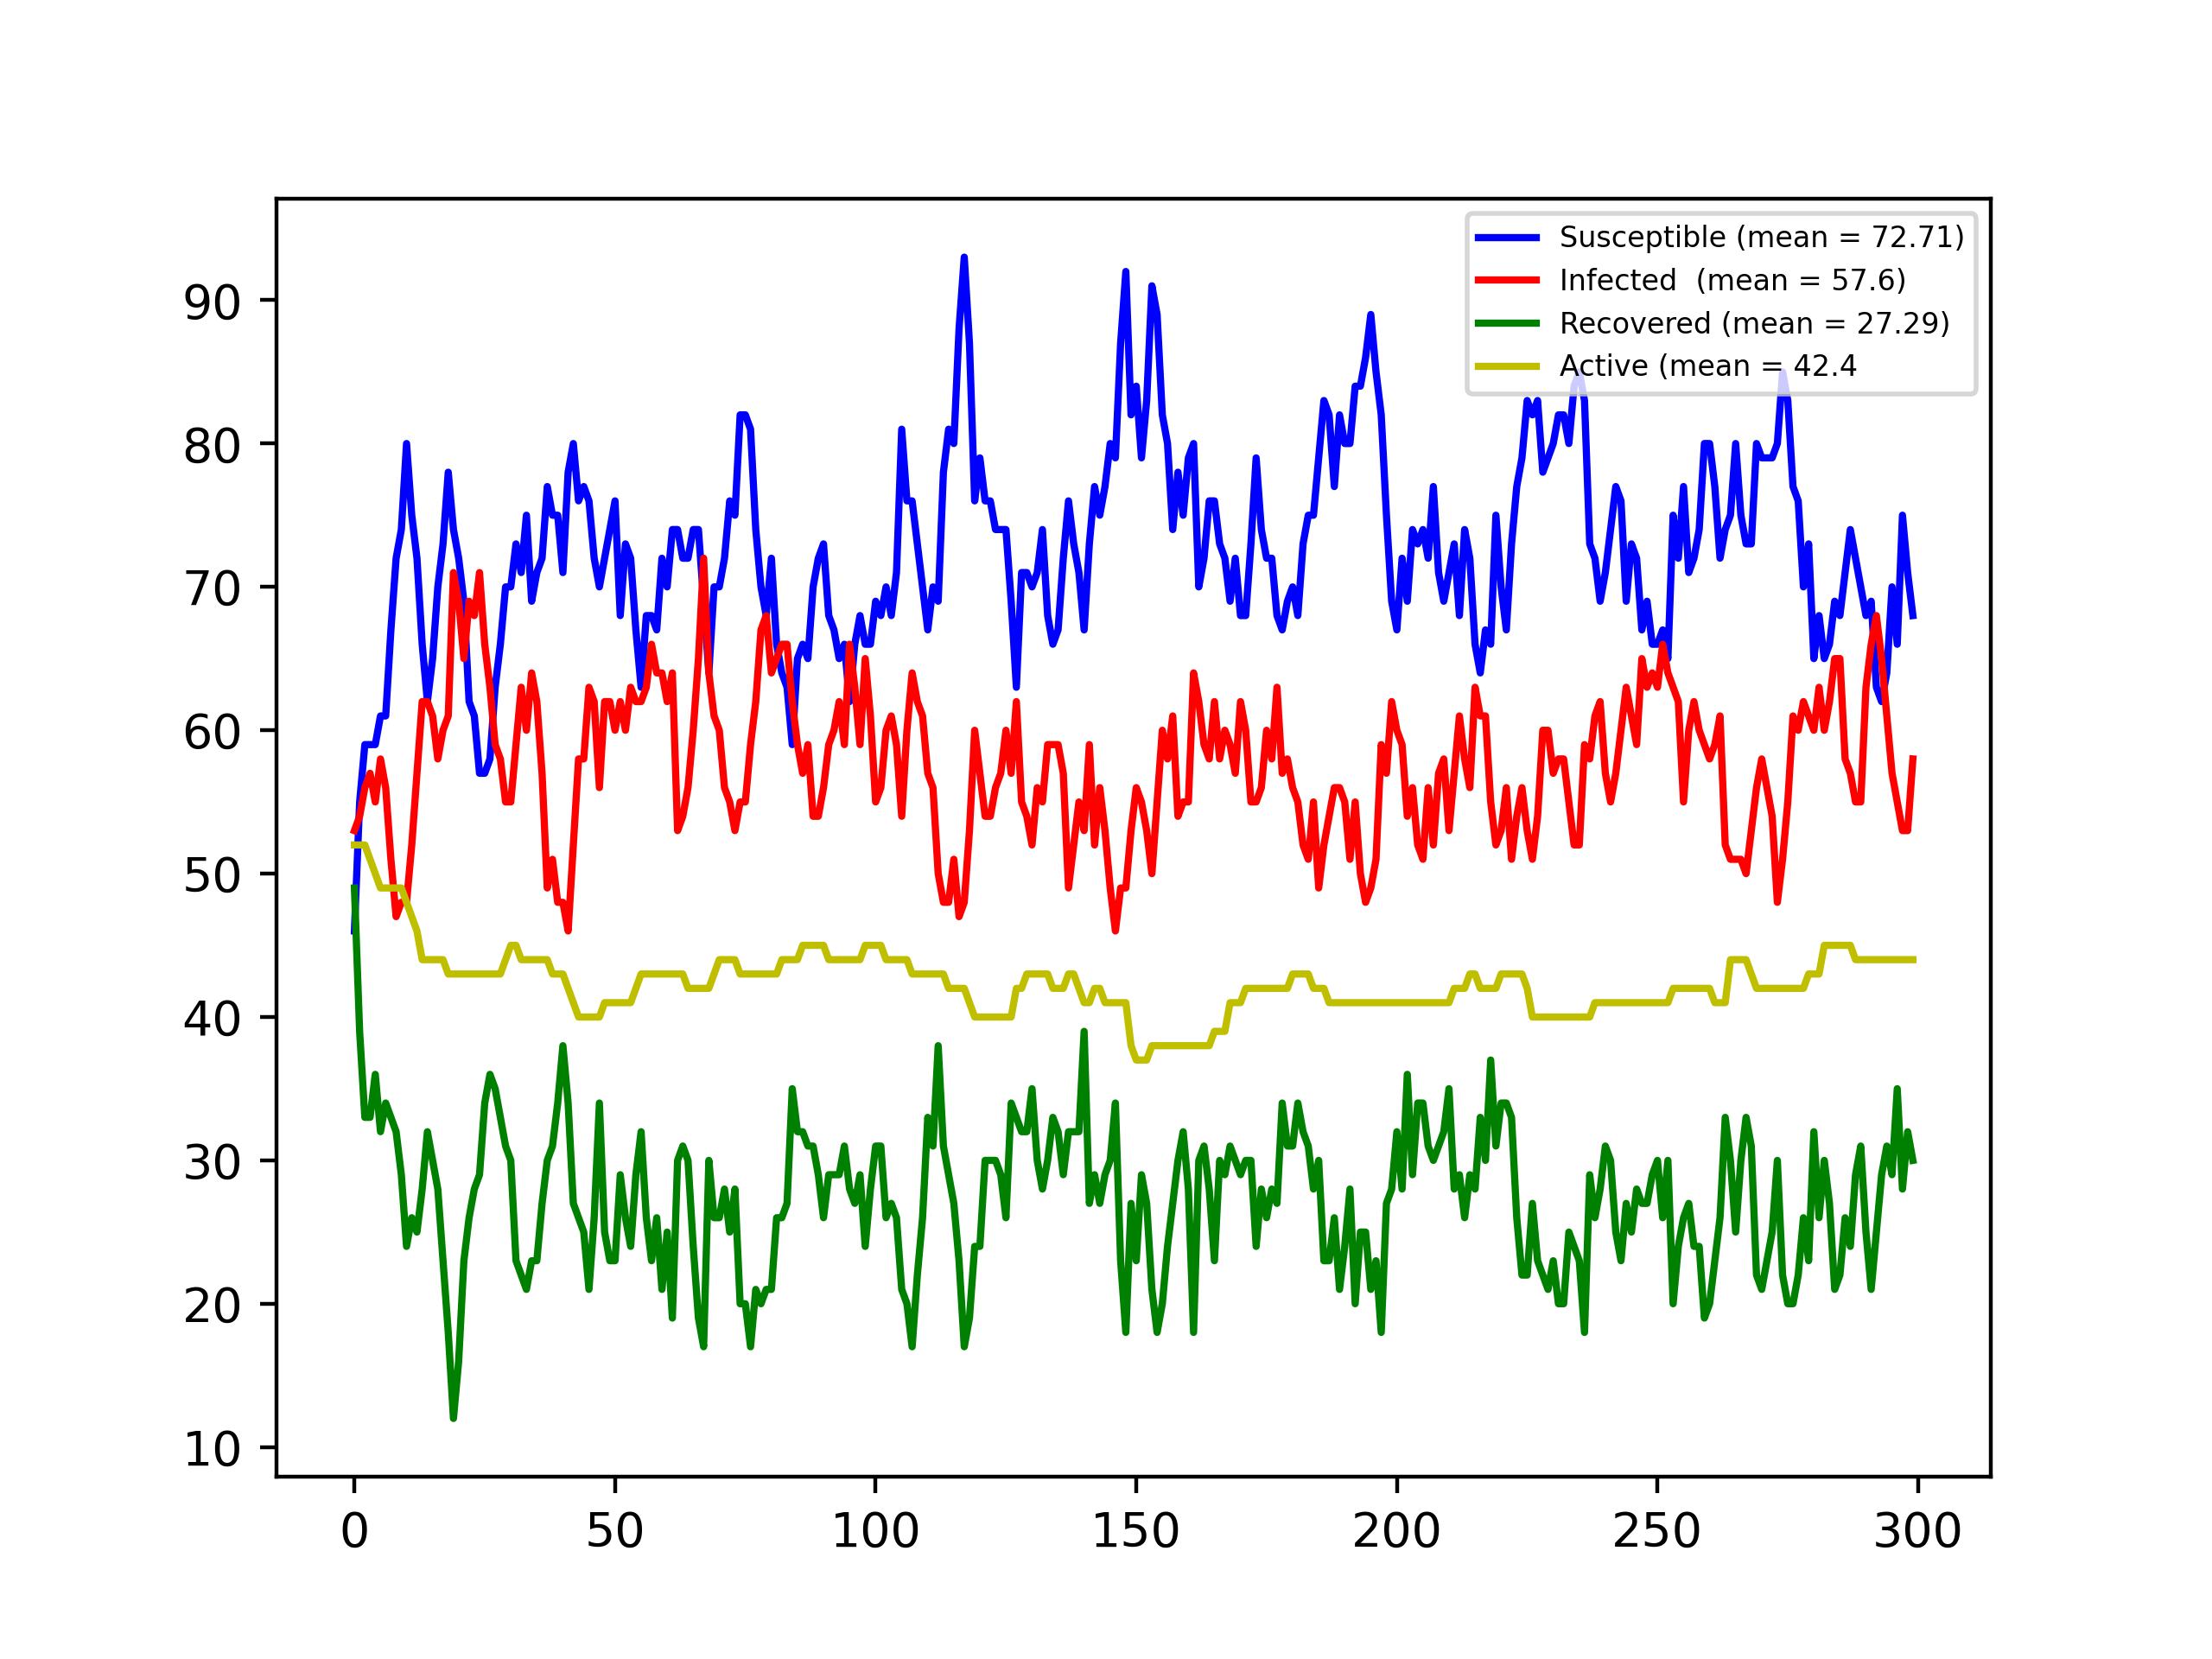 Susceptible (mean = 72.71)
Infected  (mean = 57.6)
Recovered (mean = 27.29)
Active (mean = 42.4
90
80
70
60
50
40
30
20
10
0 50 100 150 200 250 300